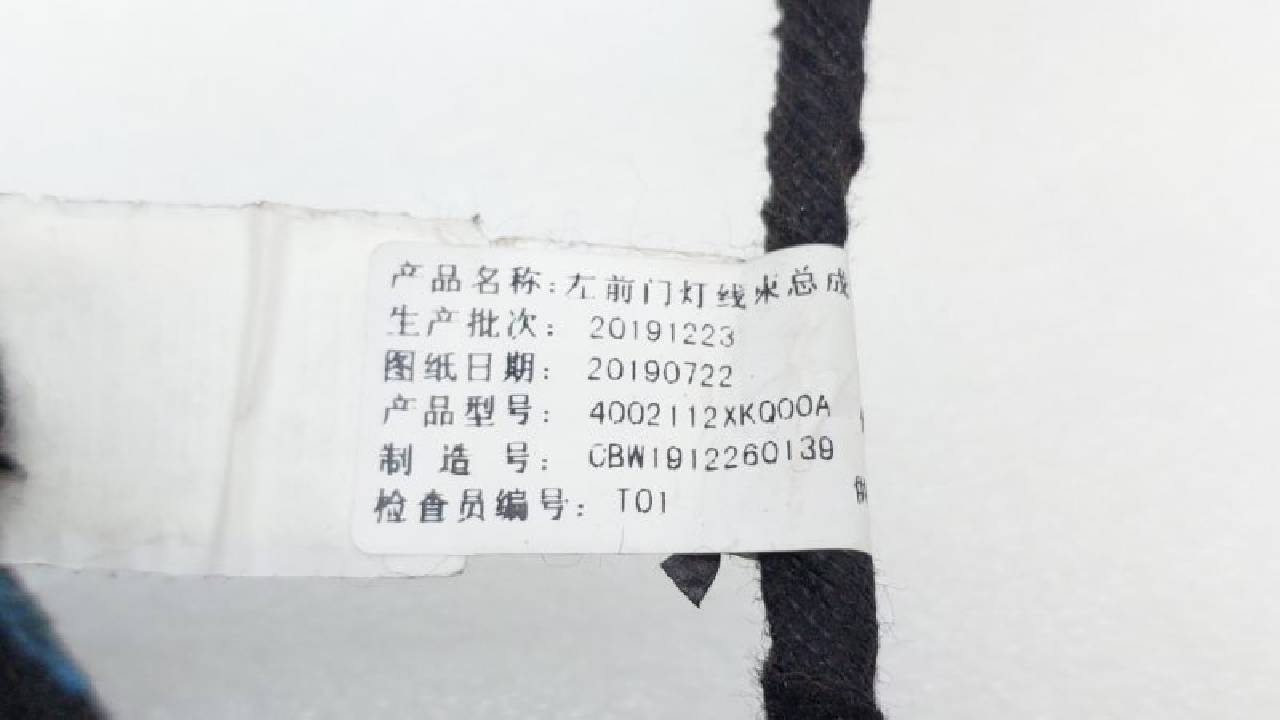 产品名称:左前门灯线束总成
生产批次: 20191223
图纸日期: 20190722
产品型号: 4002112XKQ00A
制 造 号: CBW1912260139
检查员编号: T01